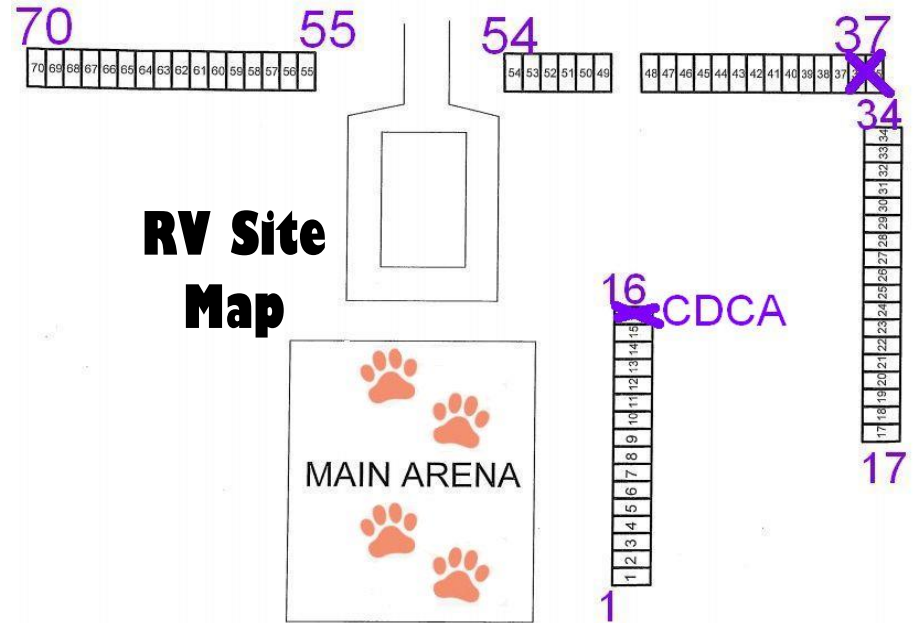 70 55 54 37
70 69 68 67 66 65 64 63 62 61 60 59 58 57 56 55
54 53 52 51 50 49
48 47 46 45 44 43 42 41 40 39 38 37
34
34 33 32 31 30 29 28 27 26 25 24 23 22 21 20 19 18 17
17
RV Site
Map
16 CDCA
15 14 13 12 11 10 9 8 7 6 5 4 3 2 1
1
MAIN ARENA